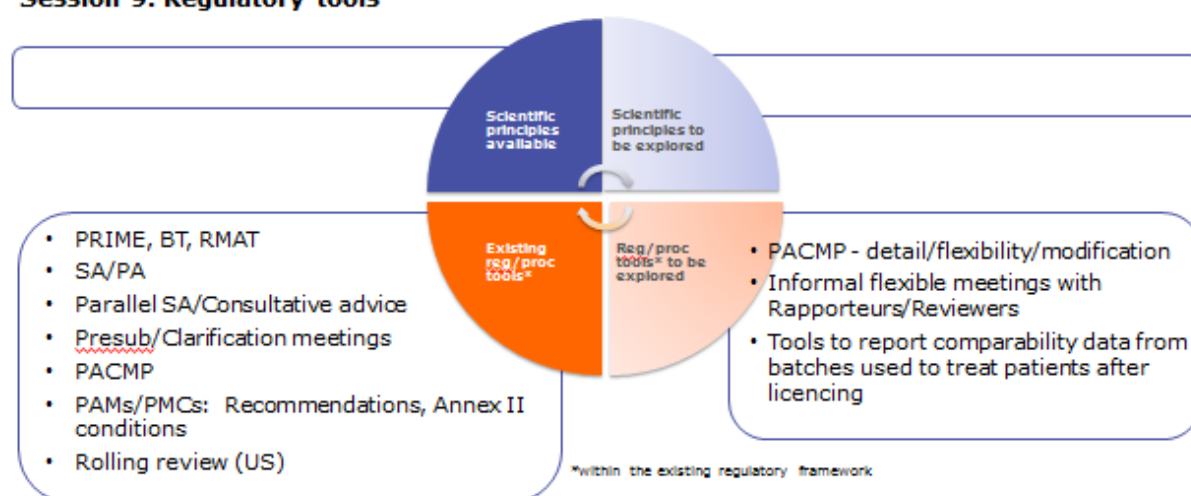 Session 9: Regulatory tools
Scientific
principles
available
Scientific
principles to
be explored
Existing
reg/proc
tools*
Reg/proc
tools* to be
explored
• PRIME, BT, RMAT
• SA/PA
• Parallel SA/Consultative advice
• Presub/Clarification meetings
• PACMP
• PAMs/PMCs: Recommendations, Annex II
conditions
• Rolling review (US)
• PACMP - detail/flexibility/modification
• Informal flexible meetings with
Rapporteurs/Reviewers
• Tools to report comparability data from
batches used to treat patients after
licencing
*within the existing regulatory framework